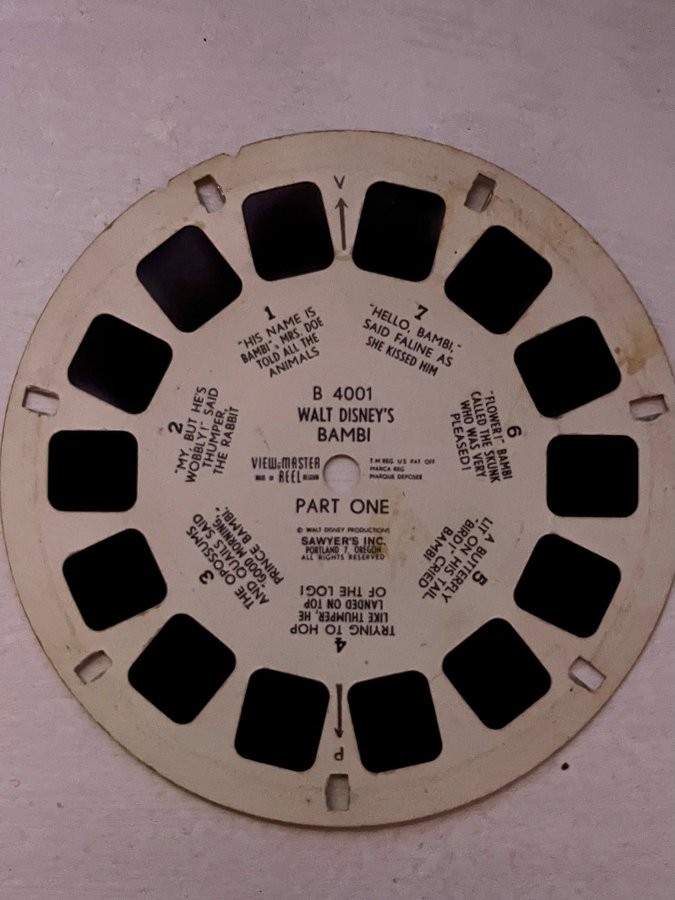 V
1
"HIS NAME IS
BAMBI", MRS. DOE
TOLD ALL THE
ANIMALS
7
"HELLO, BAMBI,"
SAID FALINE AS
SHE KISSED HIM
B 4001
WALT DISNEY'S
BAMBI
VIEW-MASTER
REEL
MADE IN BELGIUM
T M REG. U S PAT. OFF.
MARCA REG
MARQUE DEPOSEE
PART ONE
© WALT DISNEY PRODUCTIONS
SAWYER'S INC.
PORTLAND 7, OREGON
ALL RIGHTS RESERVED
2
"MY, BUT HE'S
WOBBLY!" SAID
THUMPER,
THE RABBIT
3
THE OPOSSUMS
AND QUAILS SAID
"GOOD MORNING,
PRINCE BAMBI."
4
TRYING TO HOP
LIKE THUMPER, HE
LANDED ON TOP
OF THE LOG!
5
"BIRD!" CRIED
BAMBI
LIT ON HIS TAIL
A BUTTERFLY
6
"FLOWER!" BAMBI
CALLED THE SKUNK
WHO WAS VERY
PLEASED!
P